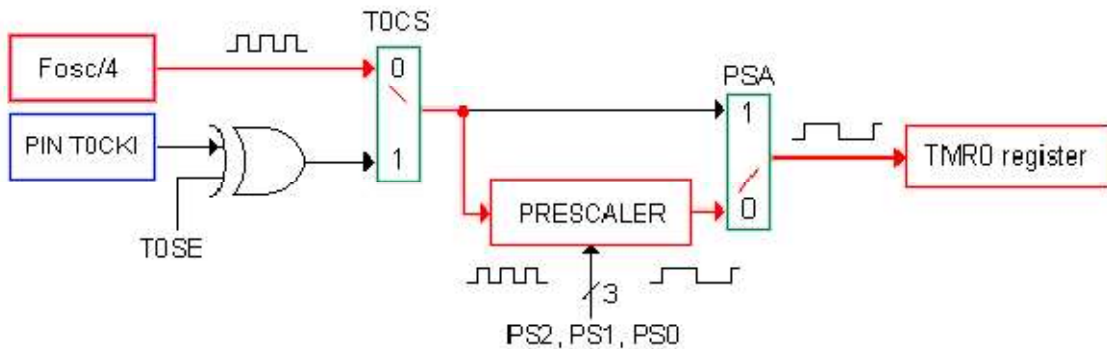 T0CS
Fosc/4
0
PSA
1
PIN T0CKI
TMR0 register
1
PRESCALER
0
T0SE
3
PS2, PS1, PS0